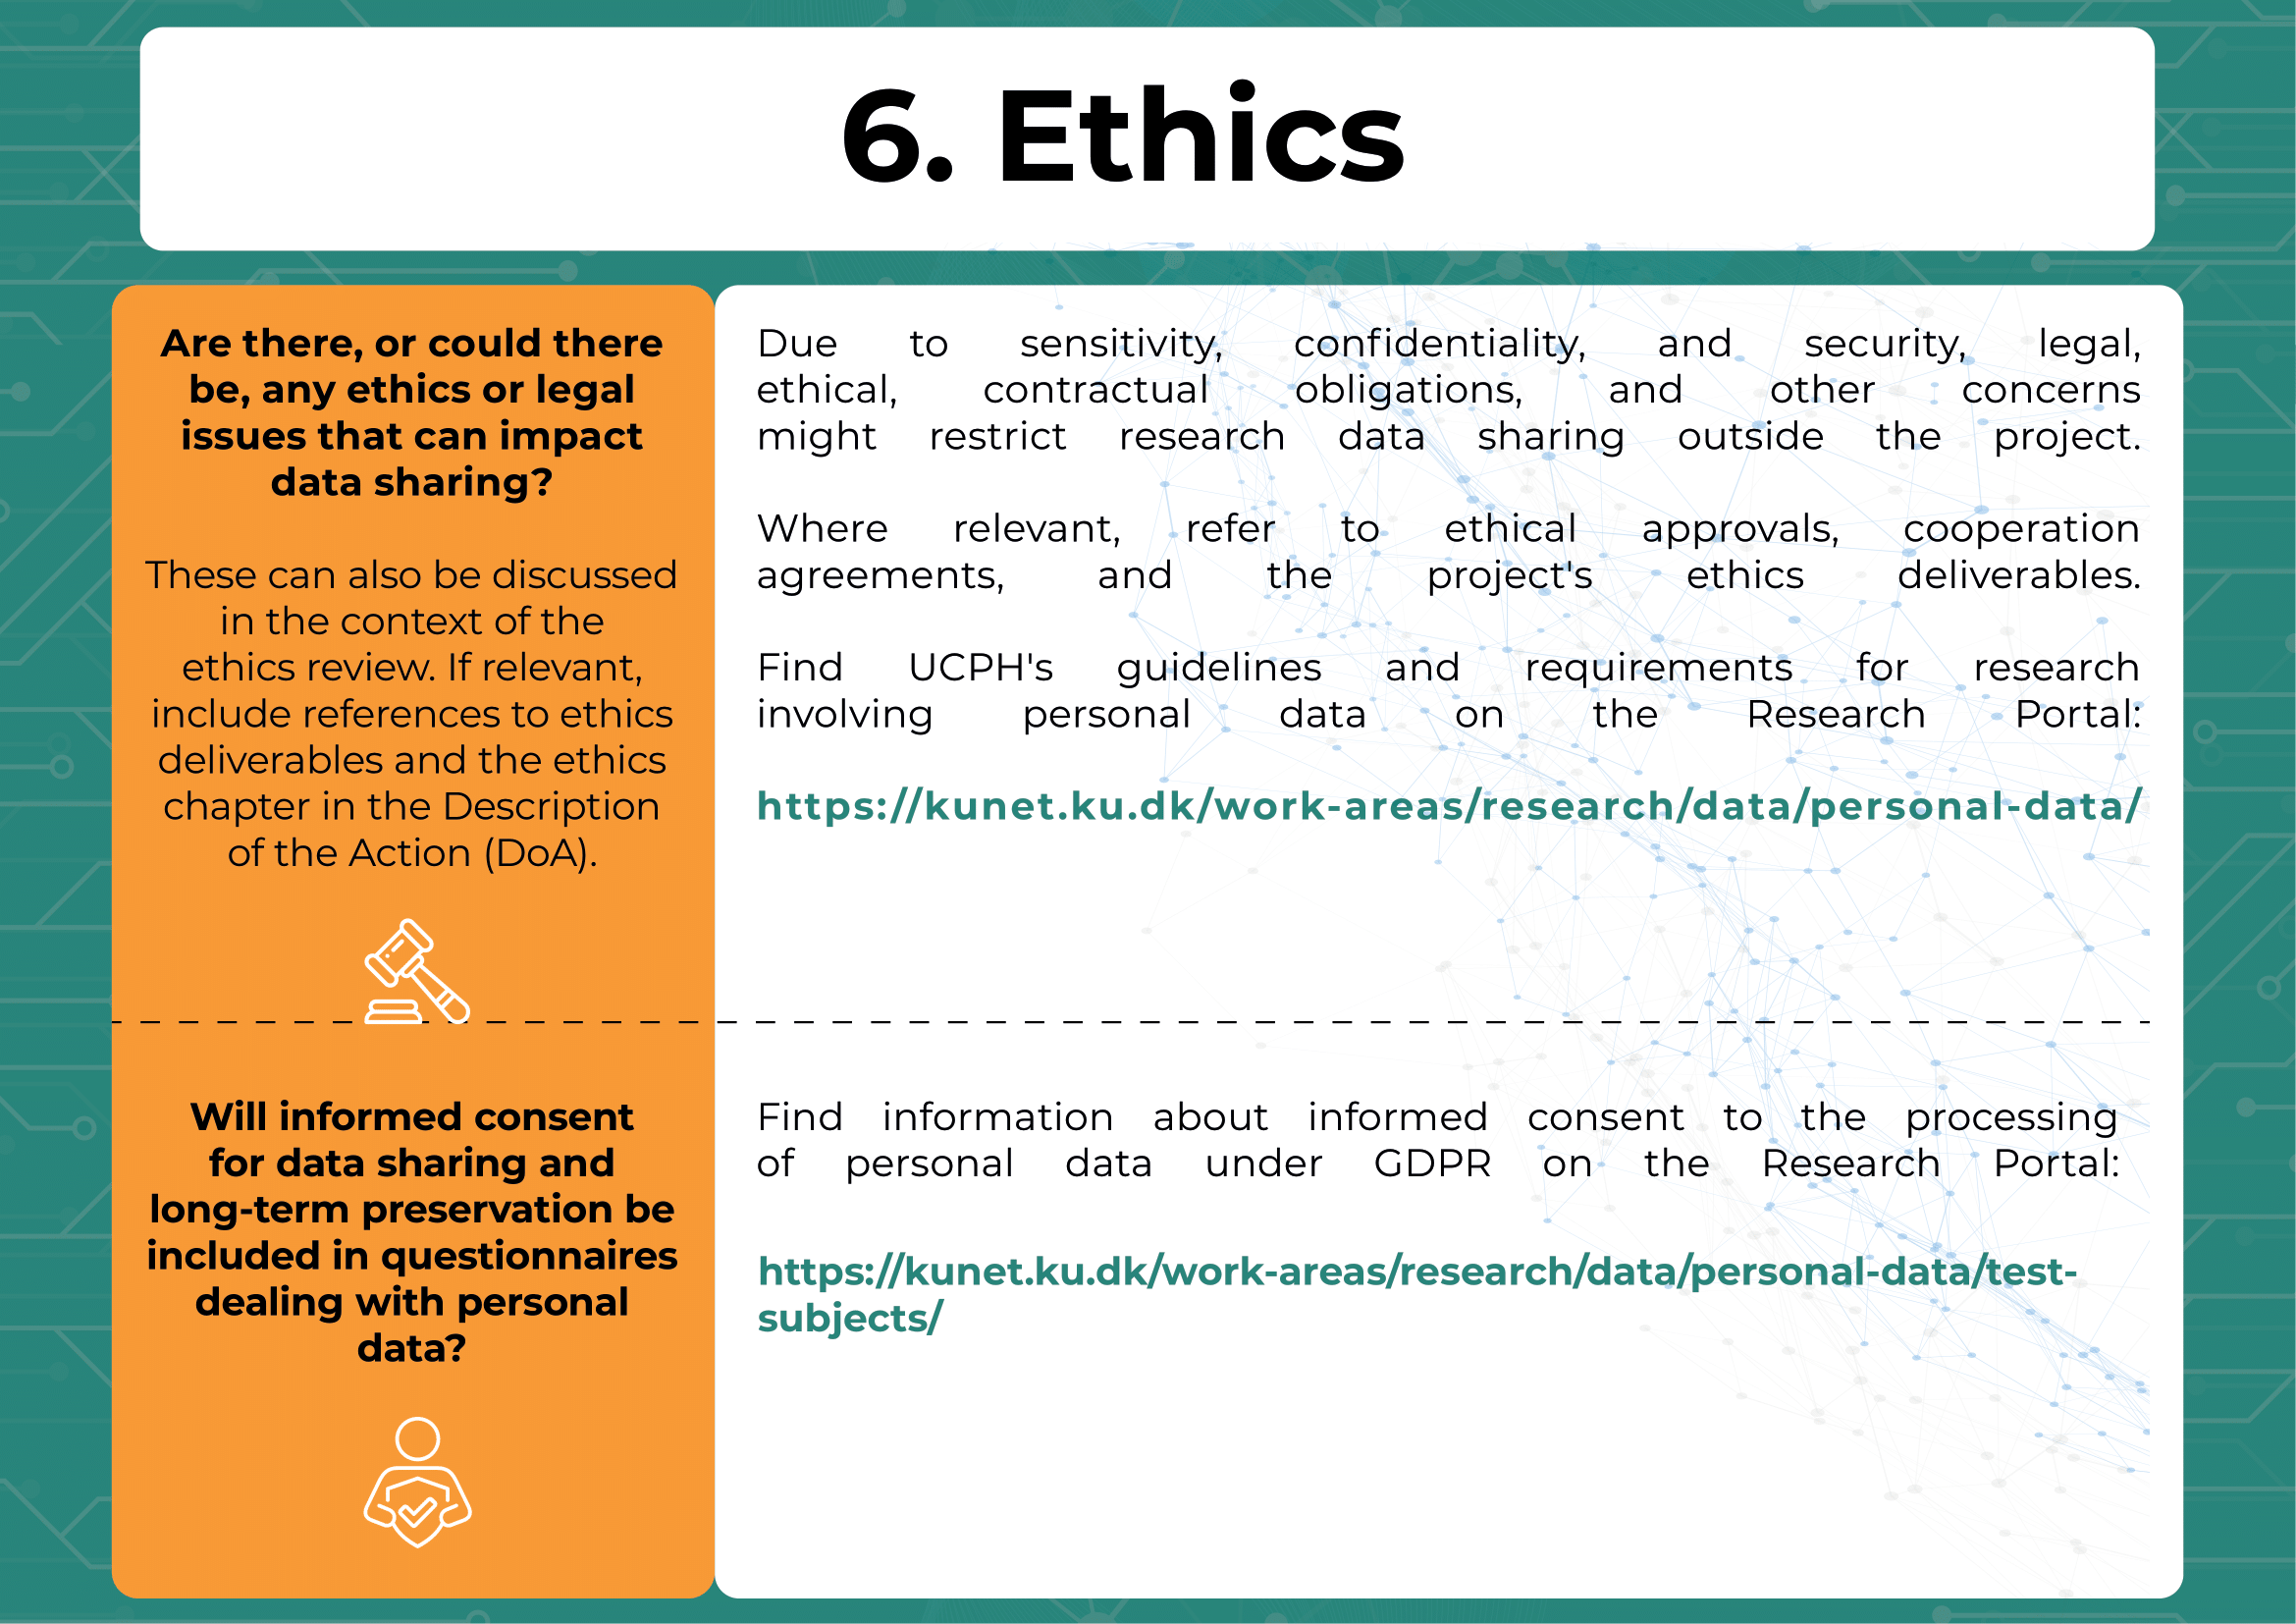 6. Ethics
Are there, or could there
be, any ethics or legal
issues that can impact
data sharing?
These can also be discussed
in the context of the
ethics review. If relevant,
include references to ethics
deliverables and the ethics
chapter in the Description
of the Action (DoA).
Due to sensitivity, confidentiality, and security, legal,
ethical, contractual obligations, and other concerns
might restrict research data sharing outside the project.
Where relevant, refer to ethical approvals, cooperation
agreements, and the project's ethics deliverables.
Find UCPH's guidelines and requirements for research
involving personal data on the Research Portal:
https://kunet.ku.dk/work-areas/research/data/personal-data/
Will informed consent
for data sharing and
long-term preservation be
included in questionnaires
dealing with personal
data?
Find information about informed consent to the processing
of personal data under GDPR on the Research Portal:
https://kunet.ku.dk/work-areas/research/data/personal-data/test-
subjects/